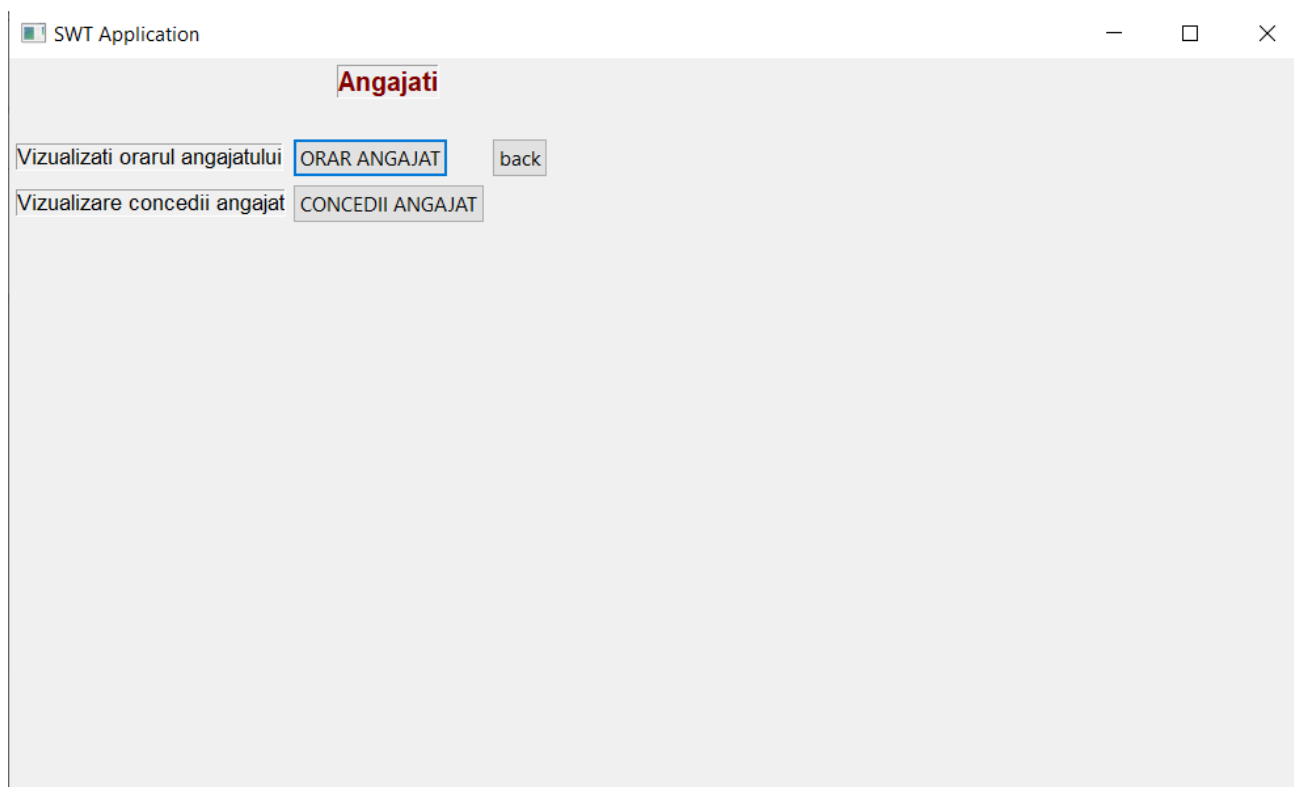 SWT Application
Angajati
Vizualizati orarul angajatului ORAR ANGAJAT back
Vizualizare concedii angajat CONCEDII ANGAJAT